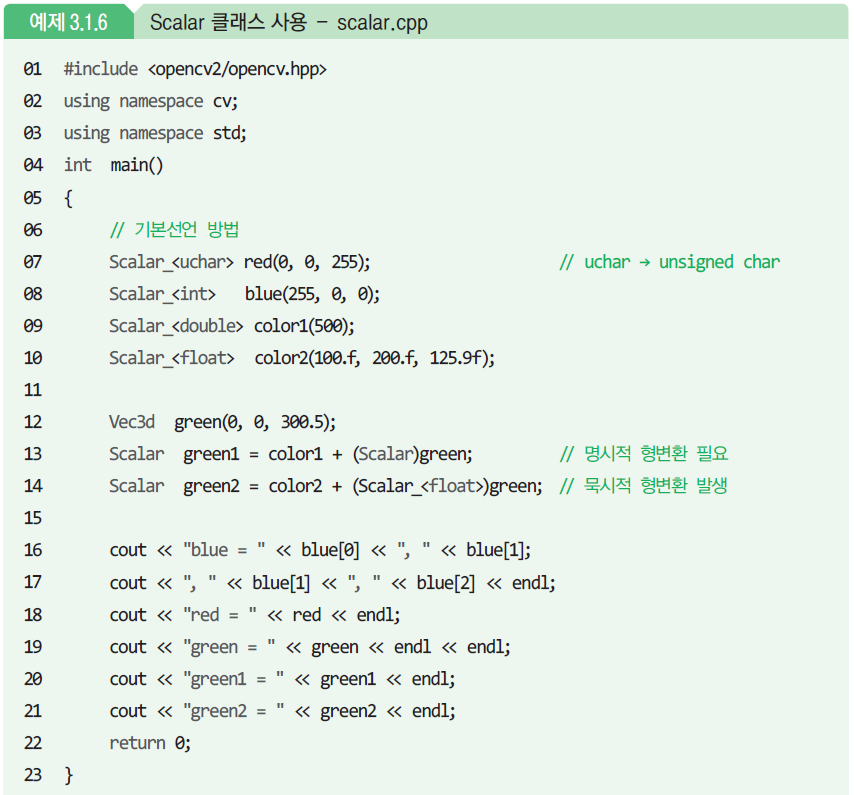 예제 3.1.6 Scalar 클래스 사용 - scalar.cpp
01 #include <opencv2/opencv.hpp>
02 using namespace cv;
03 using namespace std;
04 int main()
05 {
06 // 기본선언 방법
07 Scalar_<uchar> red(0, 0, 255); // uchar → unsigned char
08 Scalar_<int> blue(255, 0, 0);
09 Scalar_<double> color1(500);
10 Scalar_<float> color2(100.f, 200.f, 125.9f);
11
12 Vec3d green(0, 0, 300.5);
13 Scalar green1 = color1 + (Scalar)green; // 명시적 형변환 필요
14 Scalar green2 = color2 + (Scalar_<float>)green; // 묵시적 형변환 발생
15
16 cout << "blue = " << blue[0] << ", " << blue[1];
17 cout << ", " << blue[1] << ", " << blue[2] << endl;
18 cout << "red = " << red << endl;
19 cout << "green = " << green << endl << endl;
20 cout << "green1 = " << green1 << endl;
21 cout << "green2 = " << green2 << endl;
22 return 0;
23 }